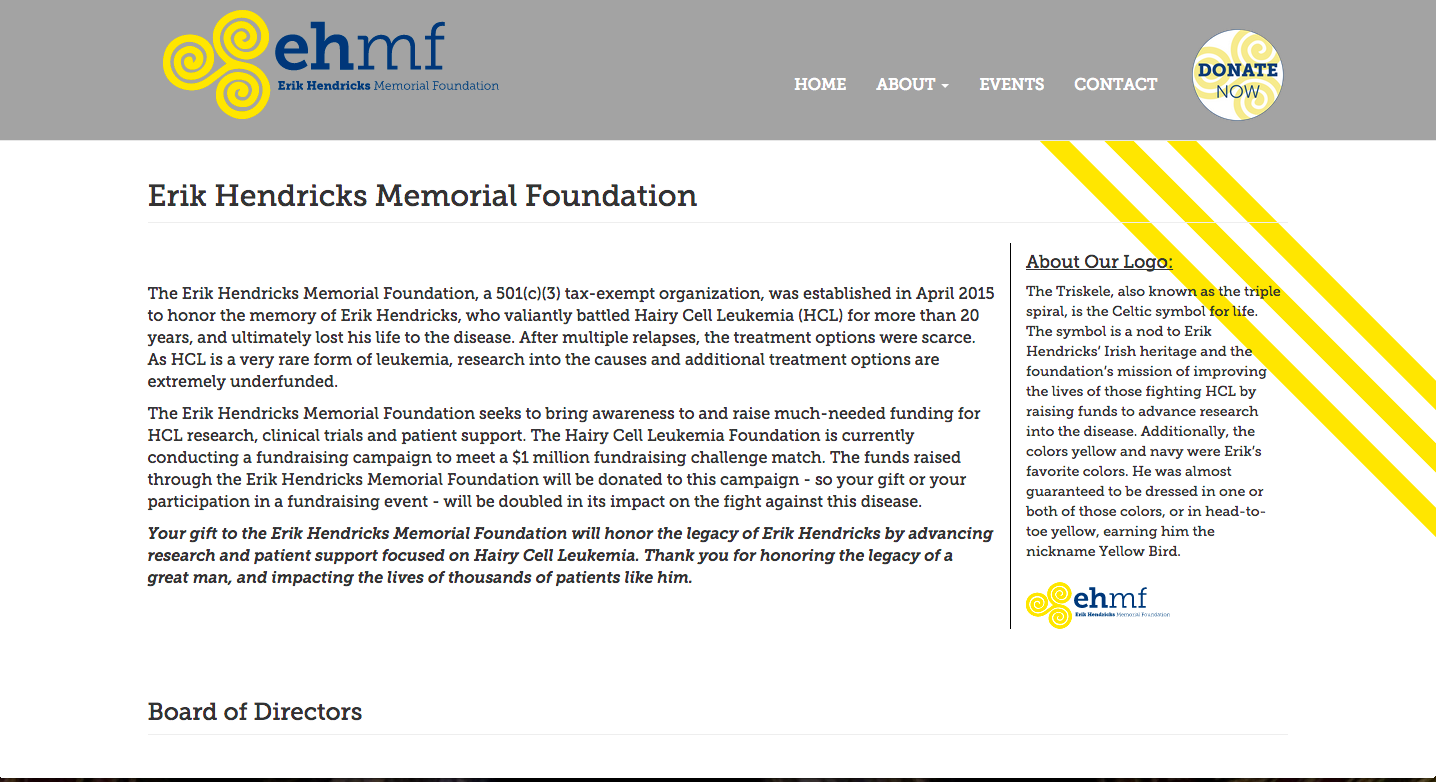 ehmf
Erik Hendricks Memorial Foundation
HOME
ABOUT
EVENTS
CONTACT
DONATE
NOW
Erik Hendricks Memorial Foundation
The Erik Hendricks Memorial Foundation, a 501(c)(3) tax-exempt organization, was established in April 2015
to honor the memory of Erik Hendricks, who valiantly battled Hairy Cell Leukemia (HCL) for more than 20
years, and ultimately lost his life to the disease. After multiple relapses, the treatment options were scarce.
As HCL is a very rare form of leukemia, research into the causes and additional treatment options are
extremely underfunded.
The Erik Hendricks Memorial Foundation seeks to bring awareness to and raise much-needed funding for
HCL research, clinical trials and patient support. The Hairy Cell Leukemia Foundation is currently
conducting a fundraising campaign to meet a $1 million fundraising challenge match. The funds raised
through the Erik Hendricks Memorial Foundation will be donated to this campaign - so your gift or your
participation in a fundraising event - will be doubled in its impact on the fight against this disease.
Your gift to the Erik Hendricks Memorial Foundation will honor the legacy of Erik Hendricks by advancing
research and patient support focused on Hairy Cell Leukemia. Thank you for honoring the legacy of a
great man, and impacting the lives of thousands of patients like him.
About Our Logo:
The Triskele, also known as the triple
spiral, is the Celtic symbol for life.
The symbol is a nod to Erik
Hendricks’ Irish heritage and the
foundation’s mission of improving
the lives of those fighting HCL by
raising funds to advance research
into the disease. Additionally, the
colors yellow and navy were Erik’s
favorite colors. He was almost
guaranteed to be dressed in one or
both of those colors, or in head-to-
toe yellow, earning him the
nickname Yellow Bird.
ehmf
Erik Hendricks Memorial Foundation
Board of Directors